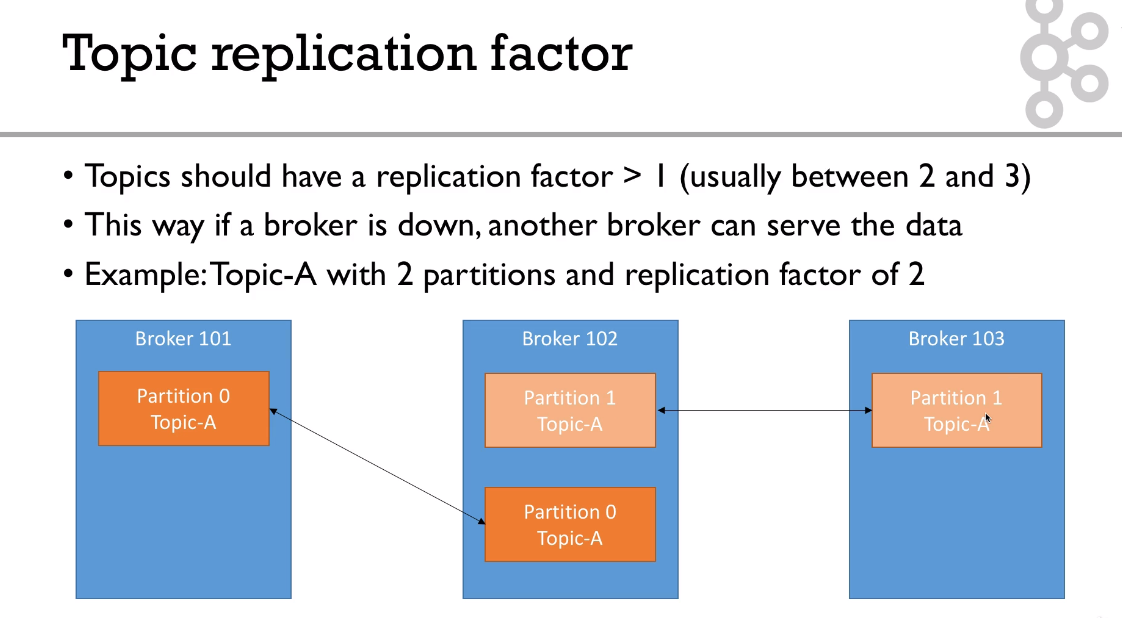 Topic replication factor
• Topics should have a replication factor > 1 (usually between 2 and 3)
• This way if a broker is down, another broker can serve the data
• Example: Topic-A with 2 partitions and replication factor of 2
Broker 101
Partition 0
Topic-A
Broker 102
Partition 1
Topic-A
Partition 0
Topic-A
Broker 103
Partition 1
Topic-A